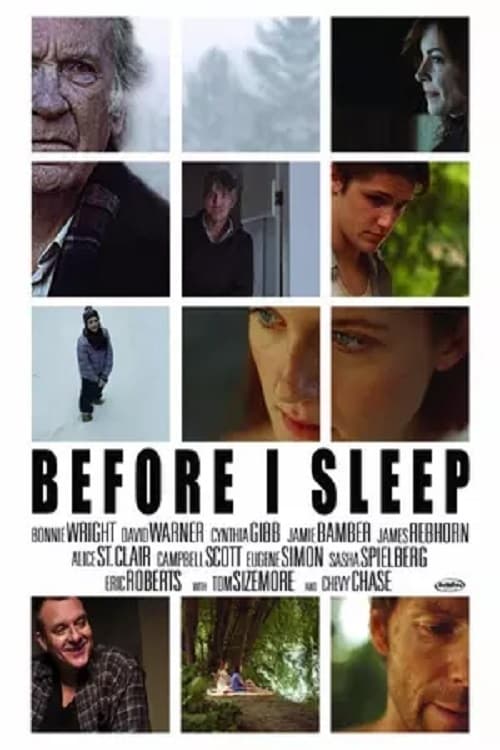 BEFORE I SLEEP
BONNIE WRIGHT DAVID WARNER CYNTHIA GIBB JAMIE BAMBER JAMES REBHORN
ALICE ST. CLAIR CAMPBELL SCOTT EUGENE SIMON SASHA SPIELBERG
ERIC ROBERTS WITH TOM SIZEMORE AND CHEVY CHASE